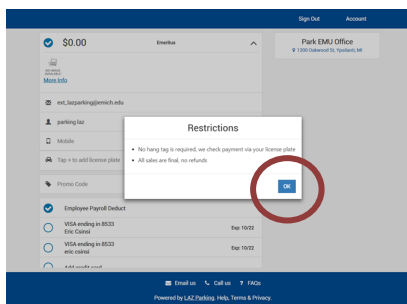 Sign Out Account
$0.00 Emeritus
Park EMU Office
1300 Oakwood St, Ypsilanti, MI
NO IMAGE
AVAILABLE
More Info
ext_lazparking@emich.edu
parking laz
Mobile
Tap + to add license plate
Promo Code
Restrictions
No hang tag is required, we check payment via your license plate
All sales are final, no refunds
OK
Employee Payroll Deduct
VISA ending in 8533 Exp: 10/22
Eric Csinsi
VISA ending in 8533 Exp: 10/22
eric csinsi
Add credit card
Email us Call us ? FAQs
Powered by LAZ Parking. Help, Terms & Privacy.